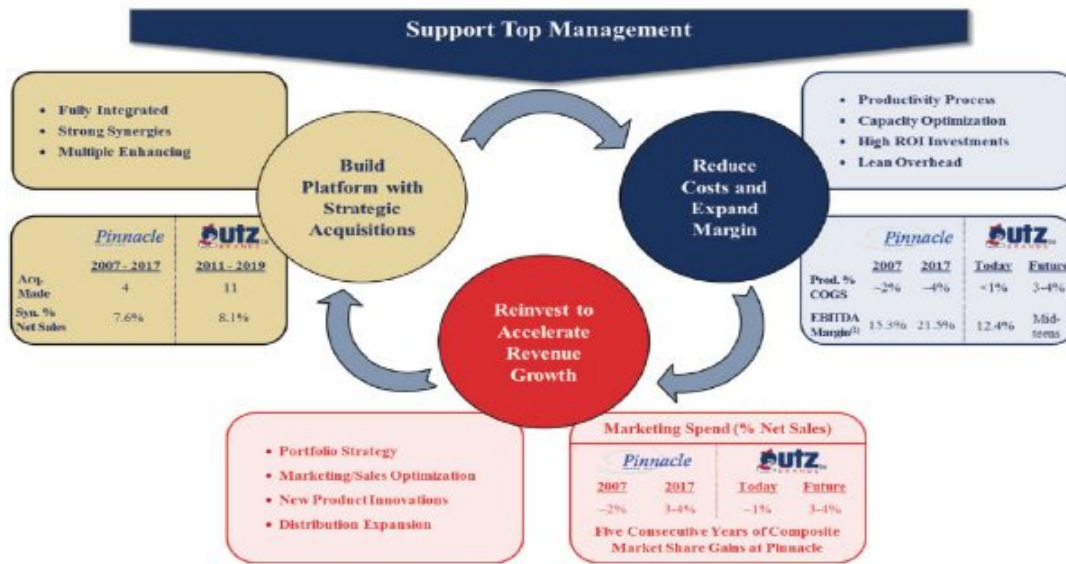 Support Top Management
• Fully Integrated
• Strong Synergies
• Multiple Enhancing
Build
Platform with
Strategic
Acquisitions
Reduce
Costs and
Expand
Margin
• Productivity Process
• Capacity Optimization
• High ROI Investments
• Lean Overhead
Pinnacle UTZ BRANDS
2007 - 2017 2011 - 2019
Acq.
Made 4 11
Syn. %
Net Sales 7.6% 8.1%
Reinvest to
Accelerate
Revenue
Growth
Pinnacle UTZ BRANDS
2007 2017 Today Future
Prod. %
COGS ~2% ~4% <1% 3-4%
EBITDA
Margin(1) 15.3% 21.5% 12.4% Mid-
teens
• Portfolio Strategy
• Marketing/Sales Optimization
• New Product Innovations
• Distribution Expansion
Marketing Spend (% Net Sales)
Pinnacle UTZ BRANDS
2007 2017 Today Future
~2% 3-4% ~1% 3-4%
Five Consecutive Years of Composite
Market Share Gains at Pinnacle